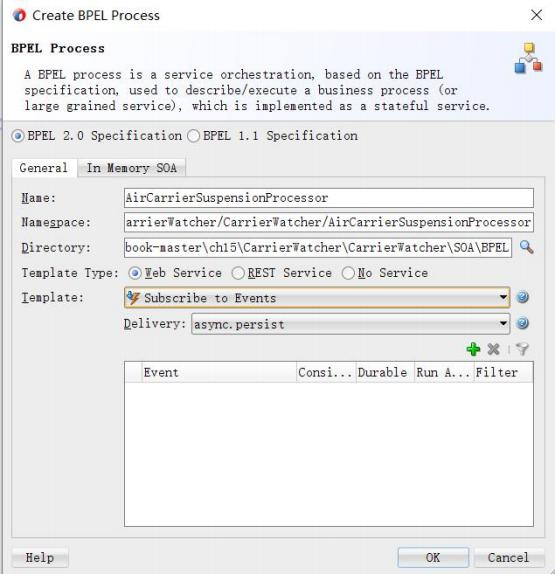 Create BPEL Process
BPEL Process
A BPEL process is a service orchestration, based on the BPEL
specification, used to describe/execute a business process (or
large grained service), which is implemented as a stateful service.
BPEL 2.0 Specification BPEL 1.1 Specification
General In Memory SOA
Name: AirCarrierSuspensionProcessor
Namespace: arrierWatcher/CarrierWatcher/AirCarrierSuspensionProcessor
Directory: book-master\ch15\CarrierWatcher\CarrierWatcher\SOA\BPEL
Template Type: Web Service REST Service No Service
Template: Subscribe to Events
Delivery: async.persist
Event Consi... Durable Run A... Filter
Help OK Cancel